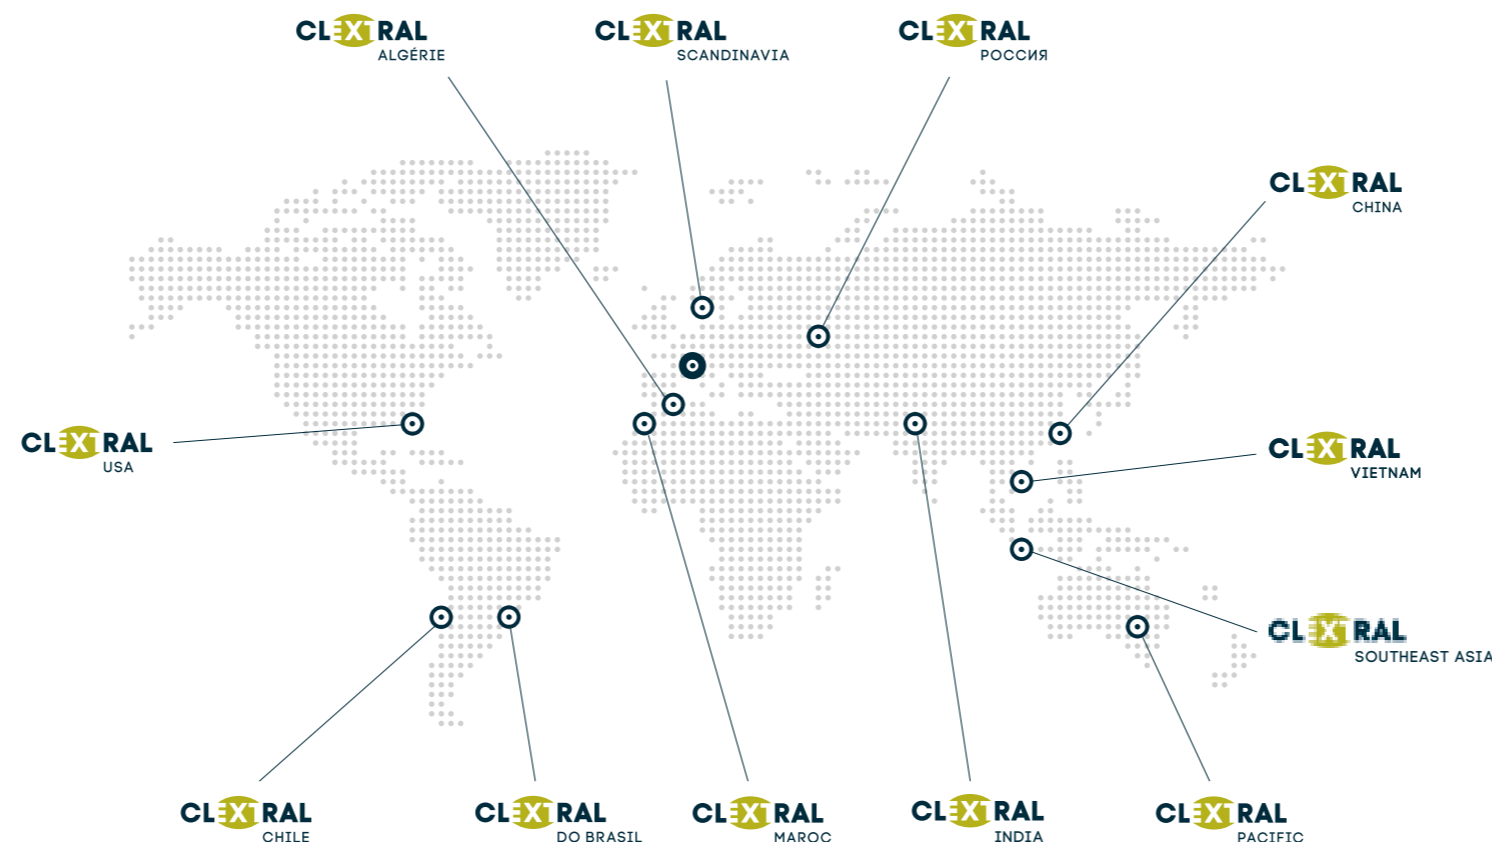 CLEXTRAL
ALGÉRIE
CLEXTRAL
SCANDINAVIA
CLEXTRAL
РОССИЯ
CLEXTRAL
CHINA
CLEXTRAL
USA
CLEXTRAL
VIETNAM
CLEXTRAL
SOUTHEAST ASIA
CLEXTRAL
CHILE
CLEXTRAL
DO BRASIL
CLEXTRAL
MAROC
CLEXTRAL
INDIA
CLEXTRAL
PACIFIC